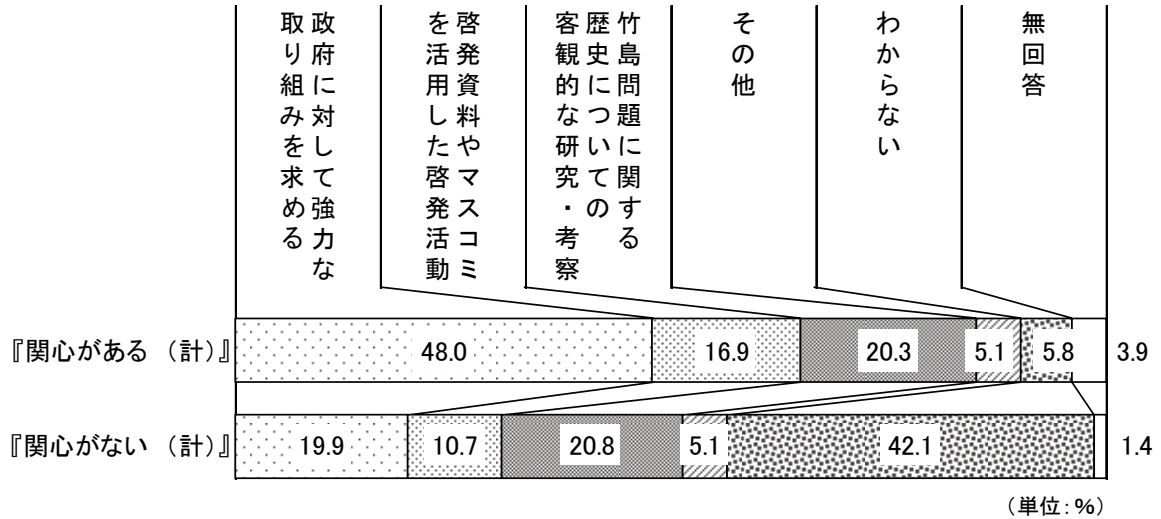 政府に対して強力な
取り組みを求める
啓発資料やマスコミ
を活用した啓発活動
竹島問題に関する
歴史についての
客観的な研究・考察
その他
わからない
無回答
『関心がある （計）』 48.0 16.9 20.3 5.1 5.8 3.9
『関心がない （計）』 19.9 10.7 20.8 5.1 42.1 1.4
（単位：%）